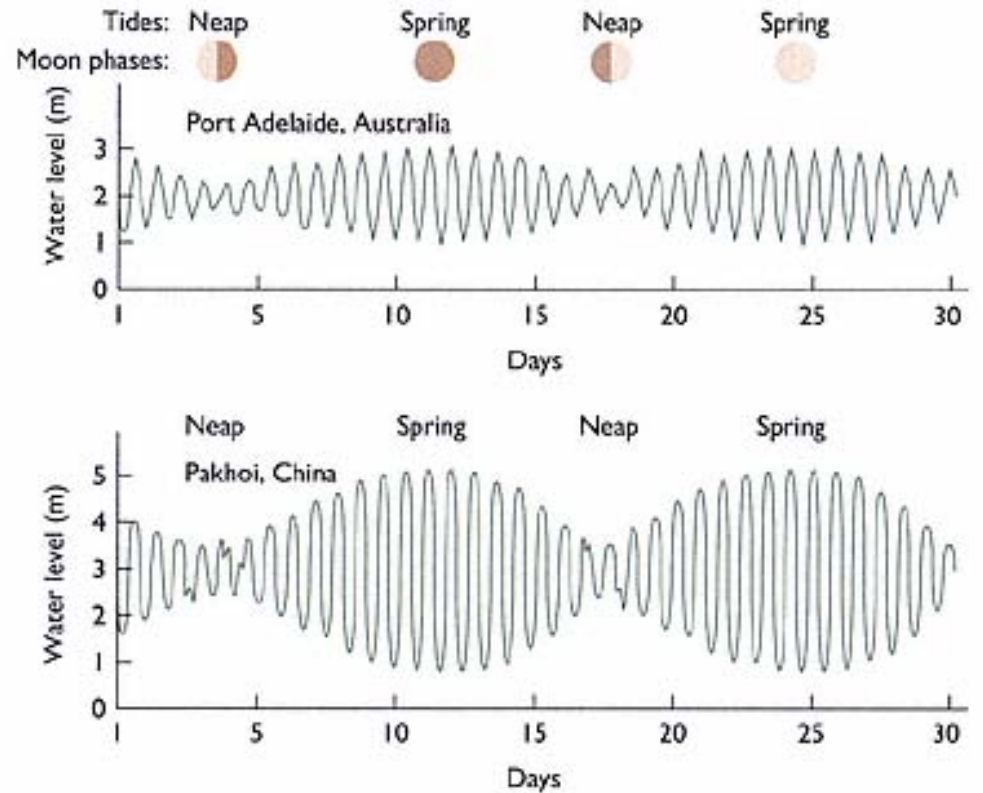 Tides: Neap Spring Neap Spring
Moon phases:
Port Adelaide, Australia
Water level (m)
3
2
1
0
1 5 10 15 20 25 30
Days
Neap Spring Neap Spring
Pakhoi, China
Water level (m)
5
4
3
2
1
0
1 5 10 15 20 25 30
Days